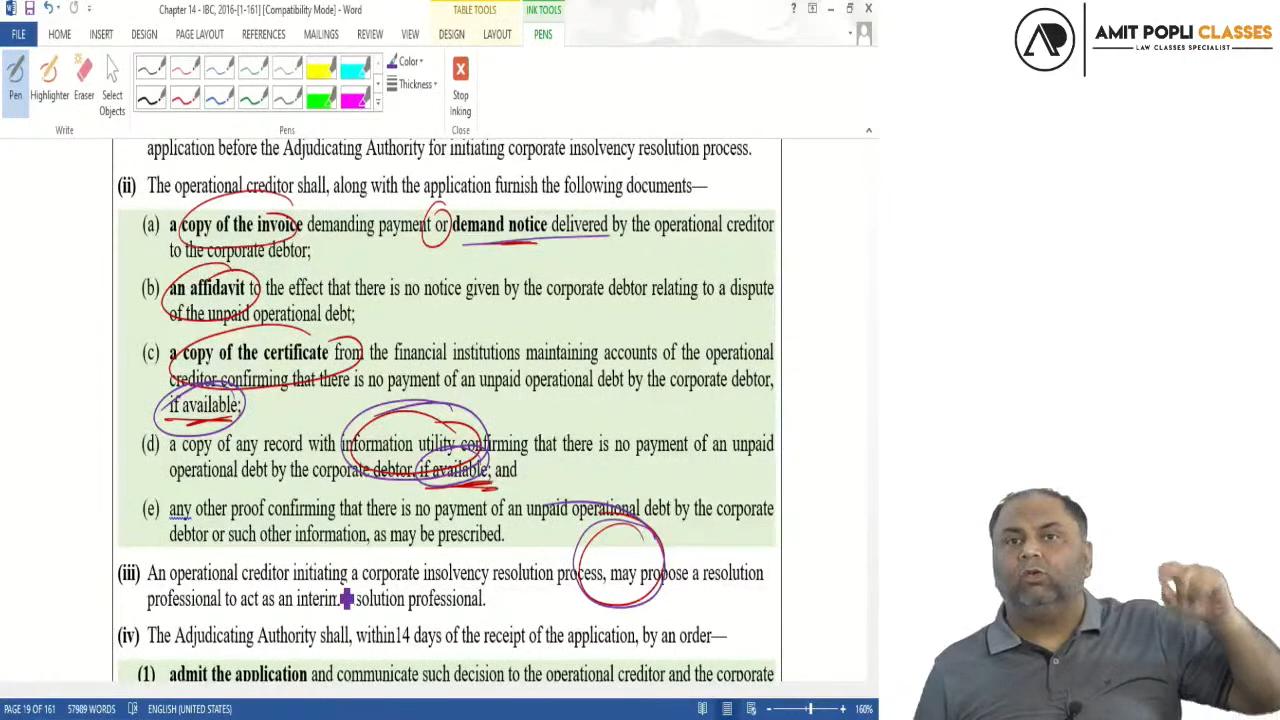 Chapter 14 - IBC, 2016-[1-161] [Compatibility Mode] - Word
TABLE TOOLS
INK TOOLS
FILE HOME INSERT DESIGN PAGE LAYOUT REFERENCES MAILINGS REVIEW VIEW DESIGN LAYOUT PENS
Pen Highlighter Eraser Select Objects
Color
Thickness
Stop Inking
Write Pens Close
AMIT POPLI CLASSES
LAW CLASSES SPECIALIST
application before the Adjudicating Authority for initiating corporate insolvency resolution process.
(ii) The operational creditor shall, along with the application furnish the following documents—
(a) a copy of the invoice demanding payment or demand notice delivered by the operational creditor
to the corporate debtor;
(b) an affidavit to the effect that there is no notice given by the corporate debtor relating to a dispute
of the unpaid operational debt;
(c) a copy of the certificate from the financial institutions maintaining accounts of the operational
creditor confirming that there is no payment of an unpaid operational debt by the corporate debtor,
if available;
(d) a copy of any record with information utility confirming that there is no payment of an unpaid
operational debt by the corporate debtor, if available; and
(e) any other proof confirming that there is no payment of an unpaid operational debt by the corporate
debtor or such other information, as may be prescribed.
(iii) An operational creditor initiating a corporate insolvency resolution process, may propose a resolution
professional to act as an interim solution professional.
(iv) The Adjudicating Authority shall, within14 days of the receipt of the application, by an order—
(1) admit the application and communicate such decision to the operational creditor and the corporate
PAGE 19 OF 161 57989 WORDS ENGLISH (UNITED STATES) 160%